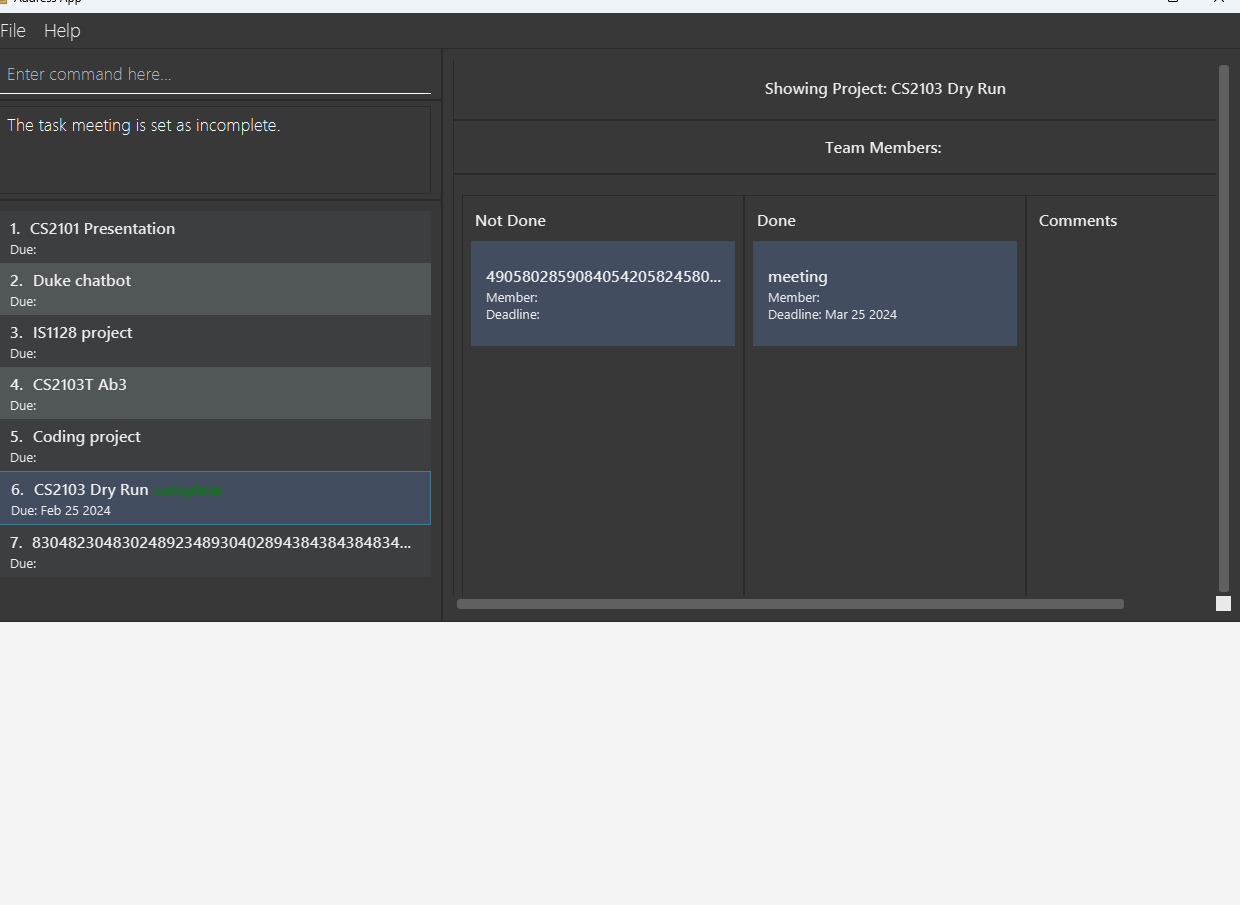 Address App
File Help
Enter command here...
The task meeting is set as incomplete.
1. CS2101 Presentation
Due:
2. Duke chatbot
Due:
3. IS1128 project
Due:
4. CS2103T Ab3
Due:
5. Coding project
Due:
6. CS2103 Dry Run complete
Due: Feb 25 2024
7. 830482304830248923489304028943843843848​34...
Due:
Showing Project: CS2103 Dry Run
Team Members:
Not Done
4905802859084054205824580...
Member:
Deadline:
Done
meeting
Member:
Deadline: Mar 25 2024
Comments